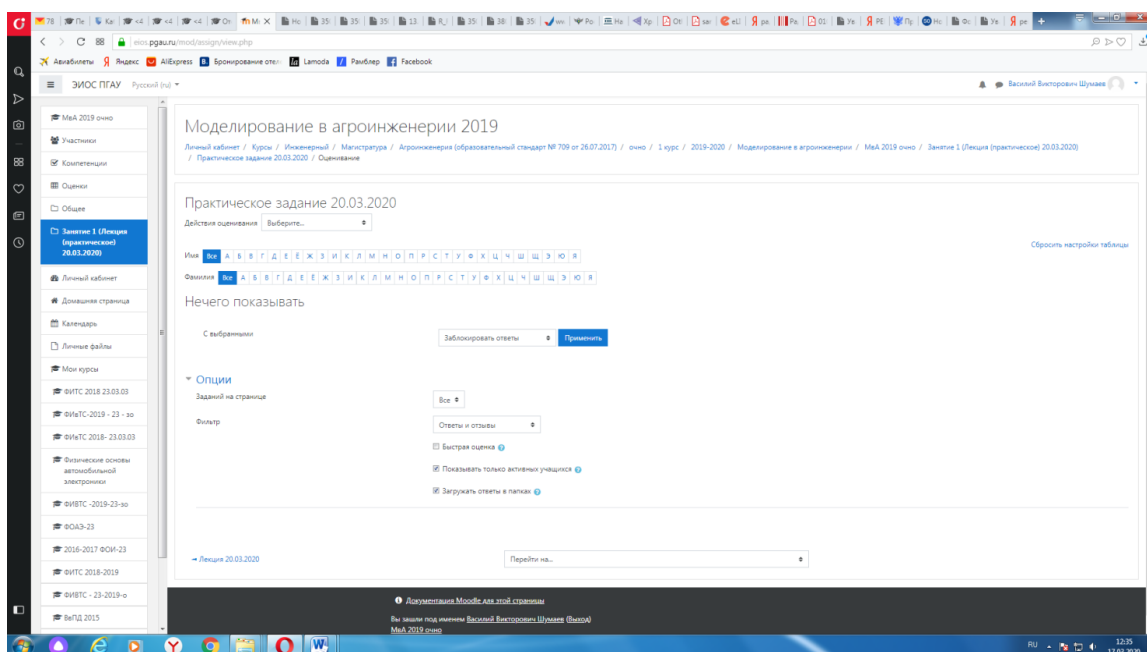 eios.pgau.ru/mod/assign/view.php
Авиабилеты Яндекс AliExpress Бронирование отел Lamoda Рамблер Facebook
ЭИОС ПГАУ Русский (ru)
Василий Викторович Шумаев
МвА 2019 очно
Участники
Компетенции
Оценки
Общее
Занятие 1 (Лекция
(практическое)
20.03.2020)
Личный кабинет
Домашняя страница
Календарь
Личные файлы
Мои курсы
ФИТС 2018 23.03.03
ФИвТС-2019 - 23 - зо
ФИвТС 2018- 23.03.03
Физические основы
автомобильной
электроники
ФИВТС -2019-23-зо
ФОАЭ-23
2016-2017 ФОИ-23
ФИТС 2018-2019
ФИВТС - 23-2019-о
ВвПД 2015
Моделирование в агроинженерии 2019
Личный кабинет / Курсы / Инженерный / Магистратура / Агроинженерия (образовательный стандарт № 709 от 26.07.2017) / очно / 1 курс / 2019-2020 / Моделирование в агроинженерии / МвА 2019 очно / Занятие 1 (Лекция (практическое) 20.03.2020)
/ Практическое задание 20.03.2020 / Оценивание
Практическое задание 20.03.2020
Действия оценивания Выберите...
Сбросить настройки таблицы
Имя Все А Б В Г Д Е Ё Ж З И К Л М Н О П Р С Т У Ф Х Ц Ч Ш Щ Э Ю Я
Фамилия Все А Б В Г Д Е Ё Ж З И К Л М Н О П Р С Т У Ф Х Ц Ч Ш Щ Э Ю Я
Нечего показывать
С выбранными Заблокировать ответы Применить
Опции
Заданий на странице Все
Фильтр Ответы и отзывы
Быстрая оценка
Показывать только активных учащихся
Загружать ответы в папках
Лекция 20.03.2020 Перейти на...
Документация Moodle для этой страницы
Вы зашли под именем Василий Викторович Шумаев (Выход)
МвА 2019 очно
RU 12:35
17.03.2020